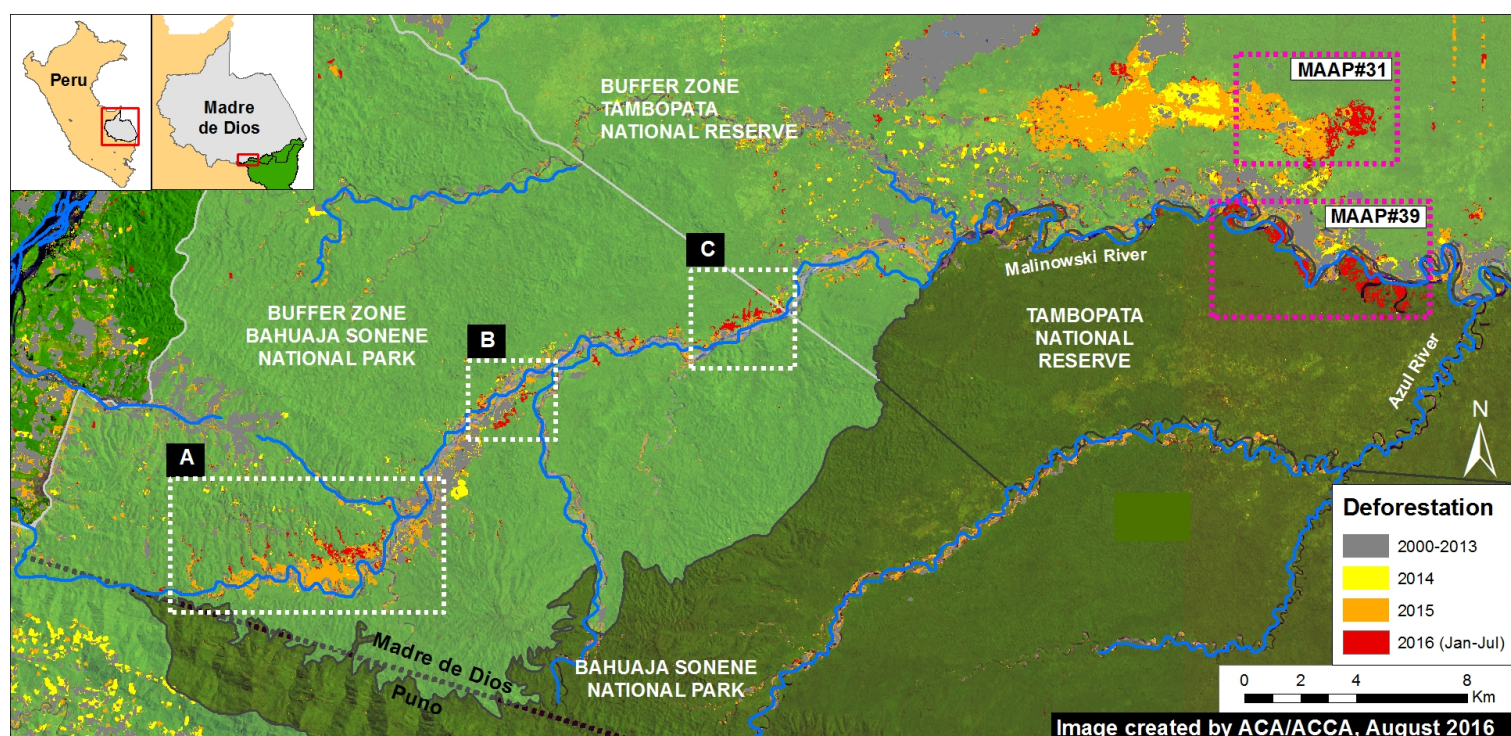 Peru
Madre
de Dios
BUFFER ZONE
TAMBOPATA
NATIONAL RESERVE
MAAP#31
MAAP#39
C
Malinowski River
BUFFER ZONE
BAHUAJA SONENE
NATIONAL PARK
TAMBOPATA
NATIONAL
RESERVE
B
Azul River
A
N
Madre de Dios
Puno
BAHUAJA SONENE
NATIONAL PARK
Deforestation
2000-2013
2014
2015
2016 (Jan-Jul)
0 2 4 8
Km
Image created by ACA/ACCA, August 2016